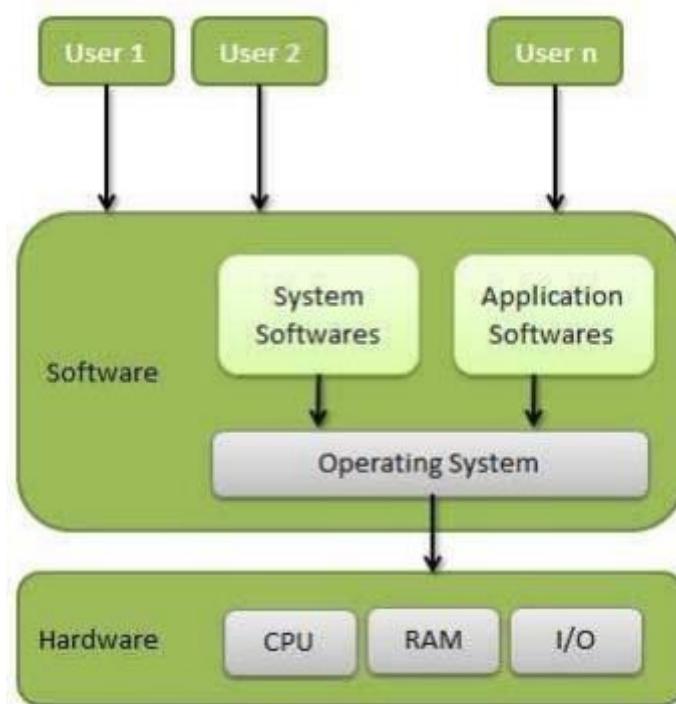 User 1
User 2
User n
System
Softwares
Application
Softwares
Software
Operating System
Hardware
CPU
RAM
I/O